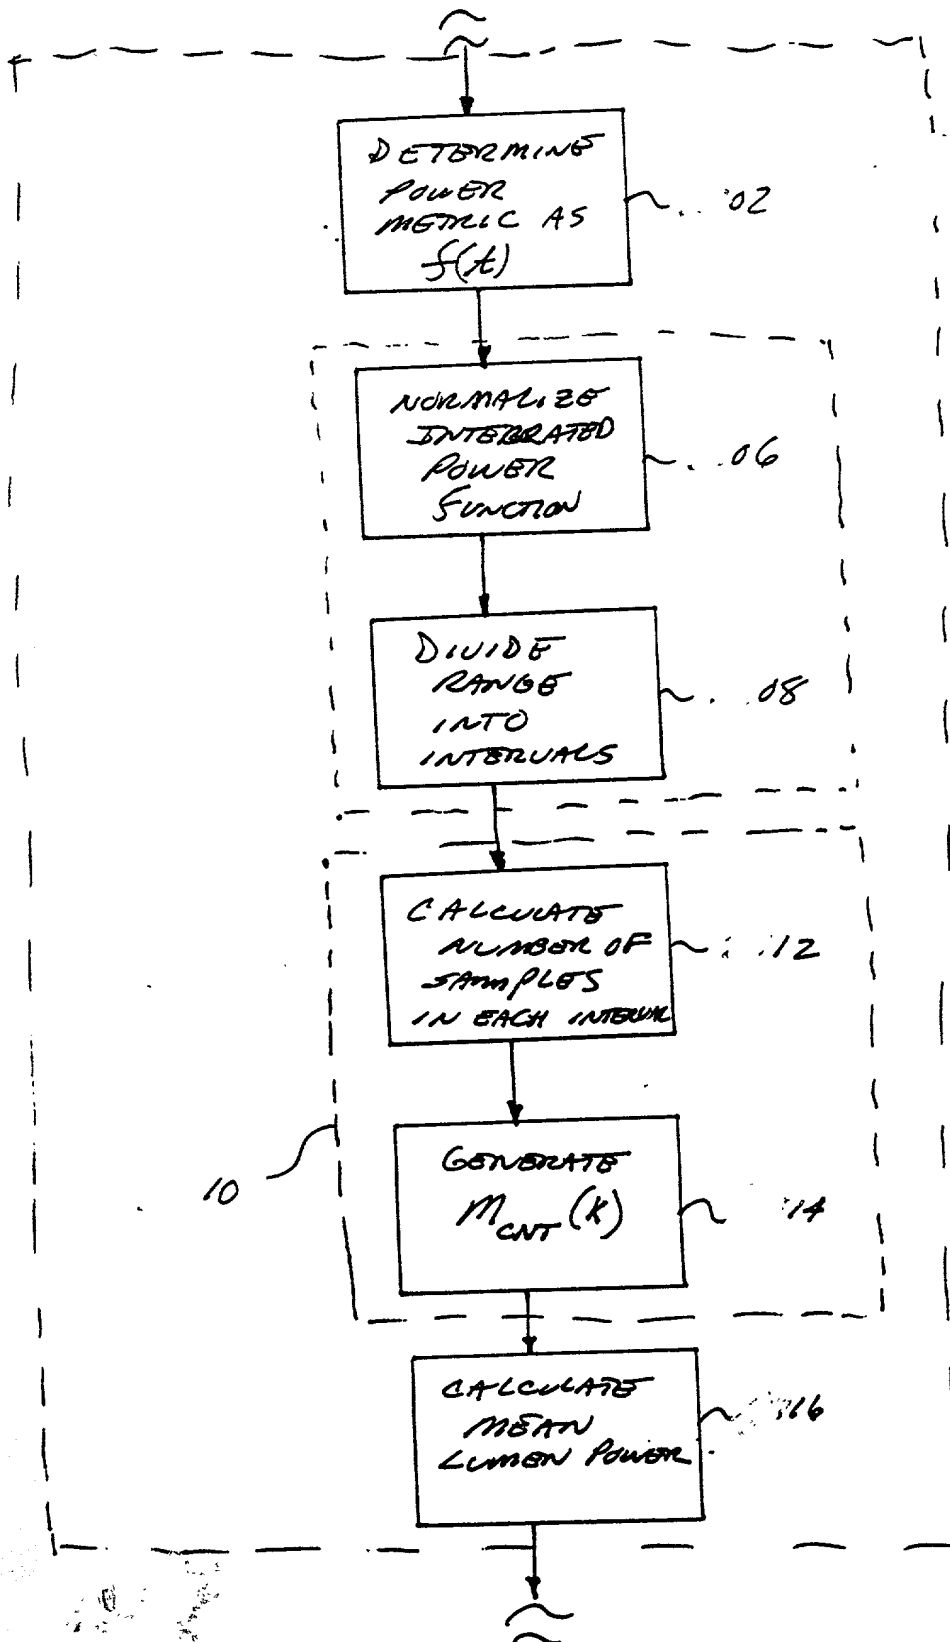 DETERMINE
POWER
METRIC AS
f(t)
02
NORMALIZE
INTEGRATED
POWER
FUNCTION
06
DIVIDE
RANGE
INTO
INTERVALS
08
CALCULATE
NUMBER OF
SAMPLES
IN EACH INTERVAL
12
GENERATE
M_CNT (K)
14
10
CALCULATE
MEAN
LUMEN POWER
16